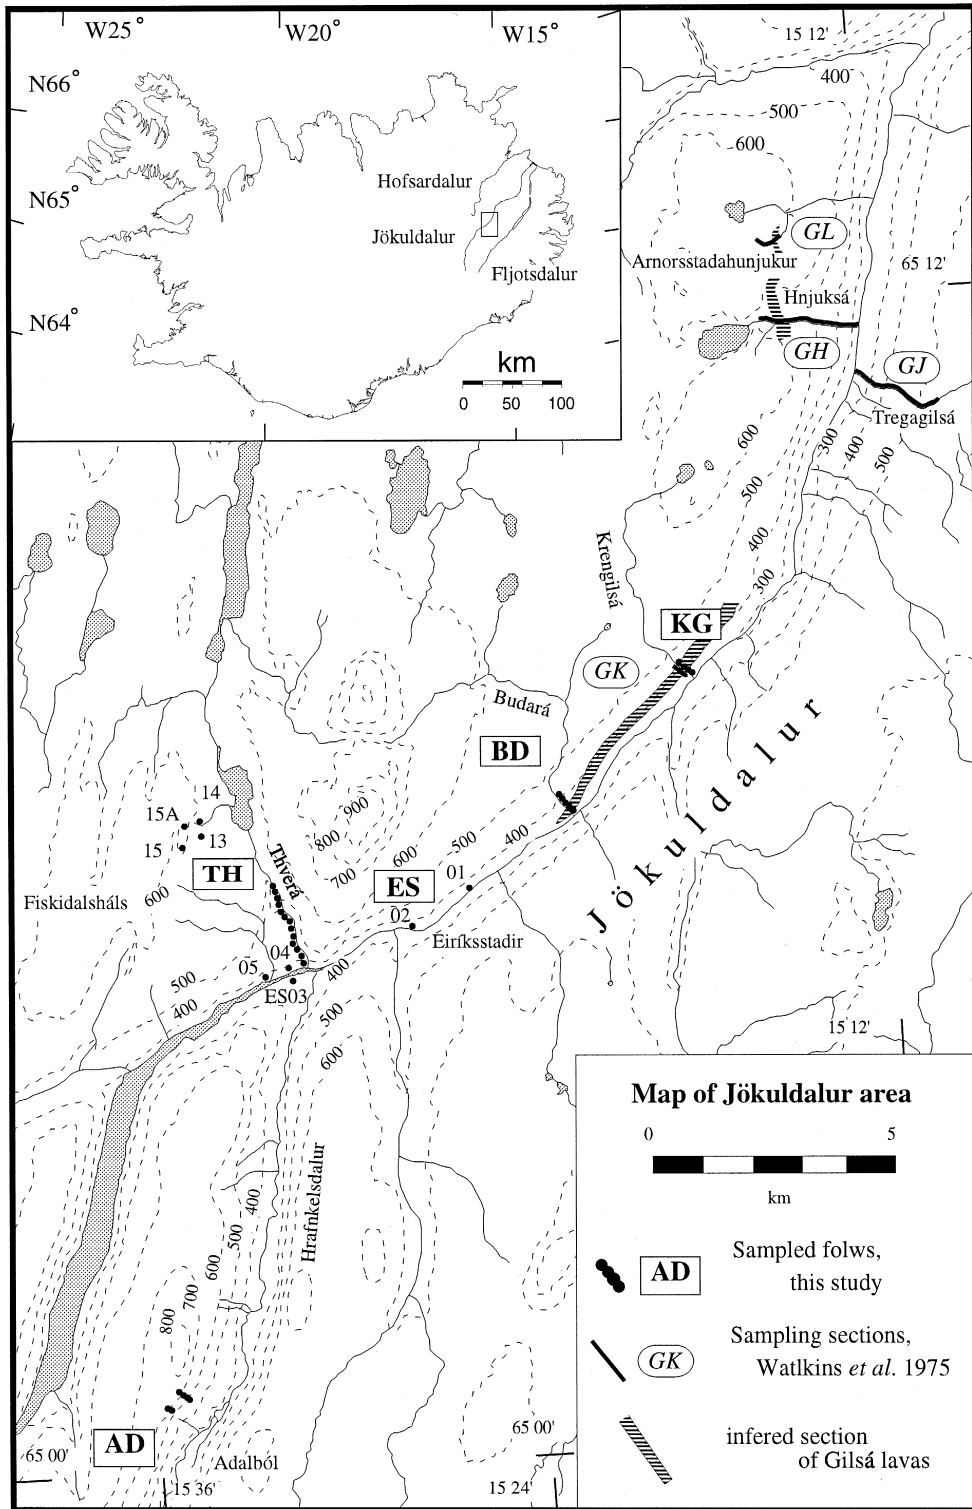 W25°
W20°
W15°
N66°
N65°
N64°
Hofsardalur
Jökuldalur
Fljotsdalur
km
0 50 100
15 12'
400
500
600
GL
Arnorsstadahunjukur
65 12'
Hnjuksá
GH
GJ
Tregagilsá
600
300
400
500
500
400
300
Krengilsá
KG
GK
Budará
BD
Jökuldalur
900
800
700
600
500
400
14
15A
13
15
TH
Thverá
Fiskidalsháls
600
ES
01
02
Eiríksstadir
04
05
ES03
500
400
400
500
600
15 12'
Hrafnkelsdalur
400
500
600
700
800
AD
Adalból
65 00'
15 36'
65 00'
15 24'
Map of Jökuldalur area
0 5
km
AD
Sampled folws,
this study
GK
Sampling sections,
Watlkins et al. 1975
infered section
of Gilsá lavas